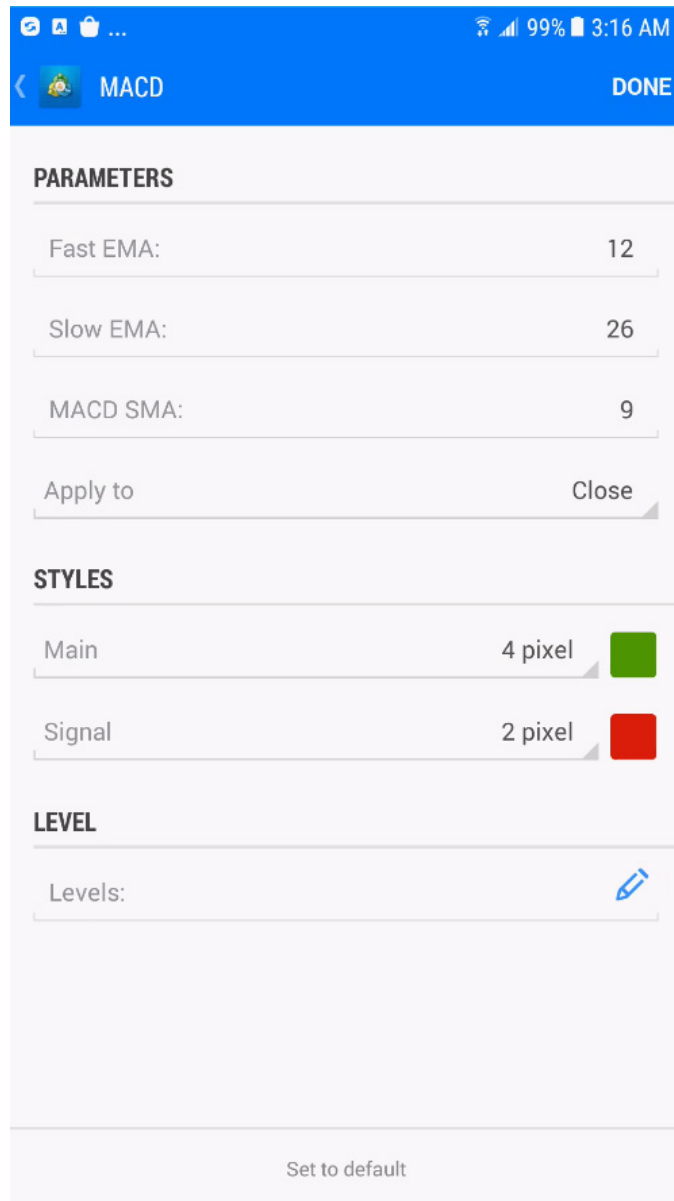 ... 99% 3:16 AM
MACD DONE
PARAMETERS
Fast EMA: 12
Slow EMA: 26
MACD SMA: 9
Apply to Close
STYLES
Main 4 pixel
Signal 2 pixel
LEVEL
Levels:
Set to default